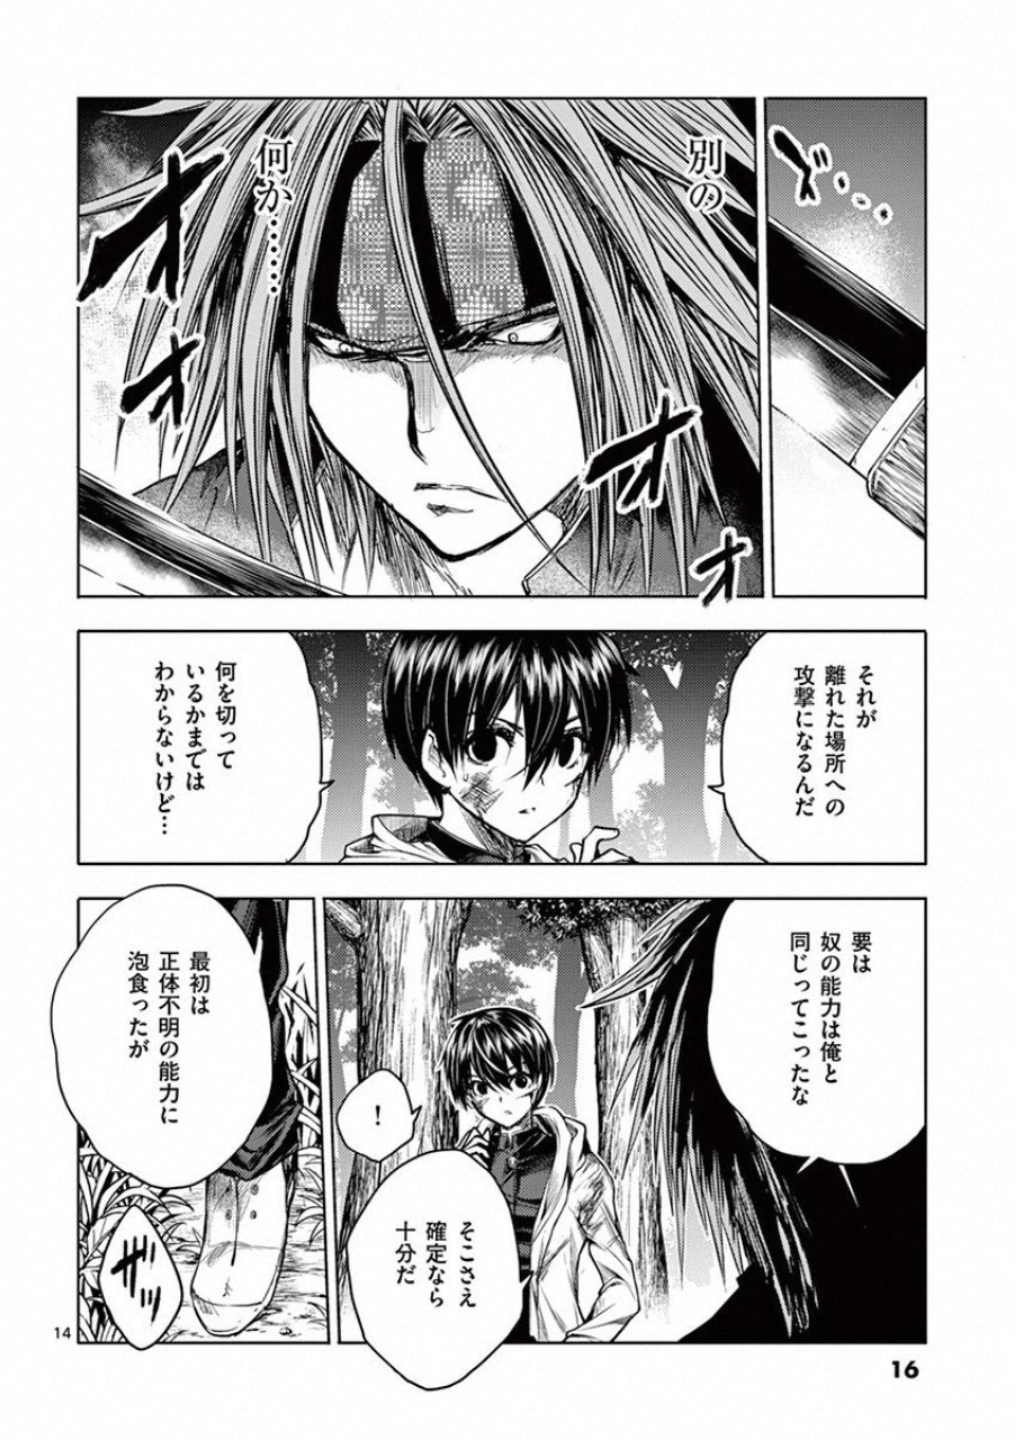 ズ…
別の
何か………
オ
オ
オ
オ
それが
離れた場所への
攻撃になるんだ
何を切って
いるかまでは
わからないけど…
要は
奴の能力は俺と
同じってこったな
！
そこさえ
確定なら
十分だ
最初は
正体不明の能力に
泡食ったが
ザッ
14
16